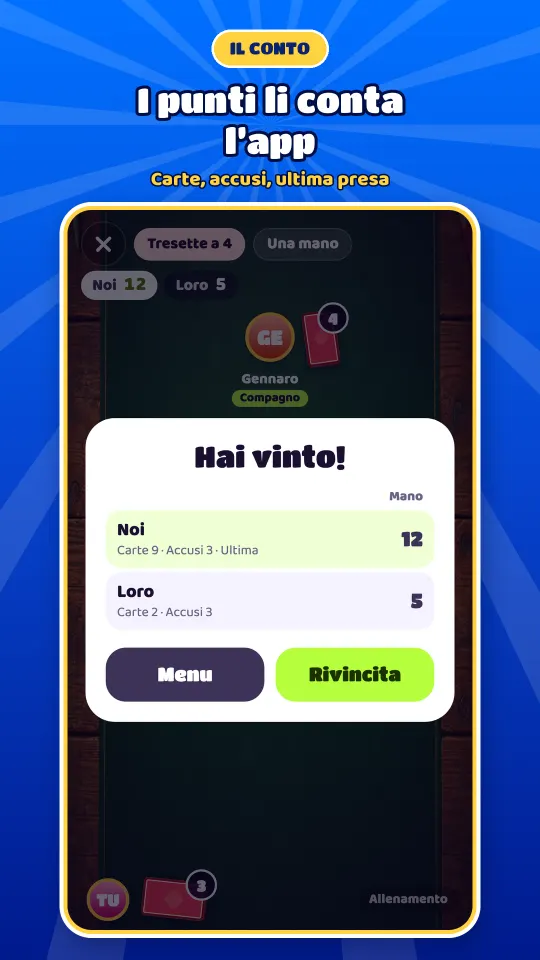 IL CONTO
I punti li conta
l'app
Carte, accusi, ultima presa
Tresette a 4
Una mano
Noi 12
Loro 5
4
GE
Gennaro
Compagno
Hai vinto!
Mano
Noi
12
Carte 9 · Accusi 3 · Ultima
Loro
5
Carte 2 · Accusi 3
Menu
Rivincita
3
TU
Allenamento